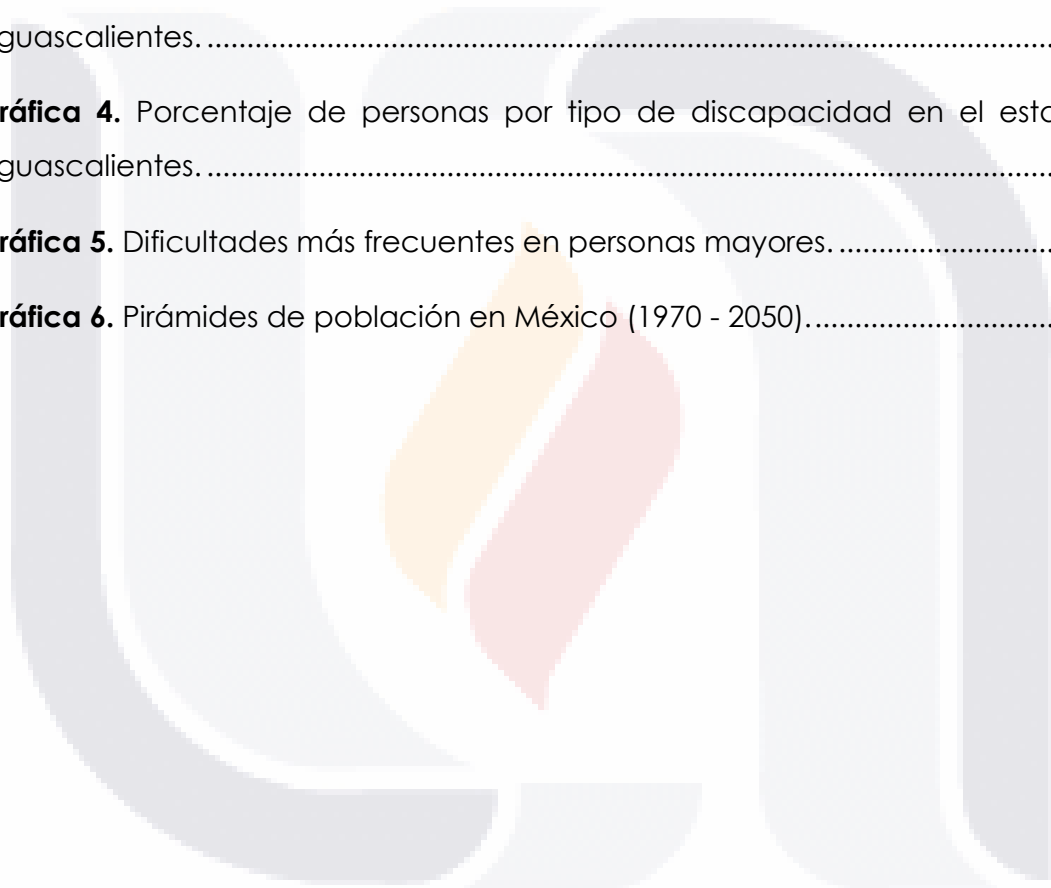 guascalientes. ........................................................................................
ráfica 4. Porcentaje de personas por tipo de discapacidad en el esta
guascalientes. ........................................................................................
ráfica 5. Dificultades más frecuentes en personas mayores. ......................
ráfica 6. Pirámides de población en México (1970 - 2050). .........................